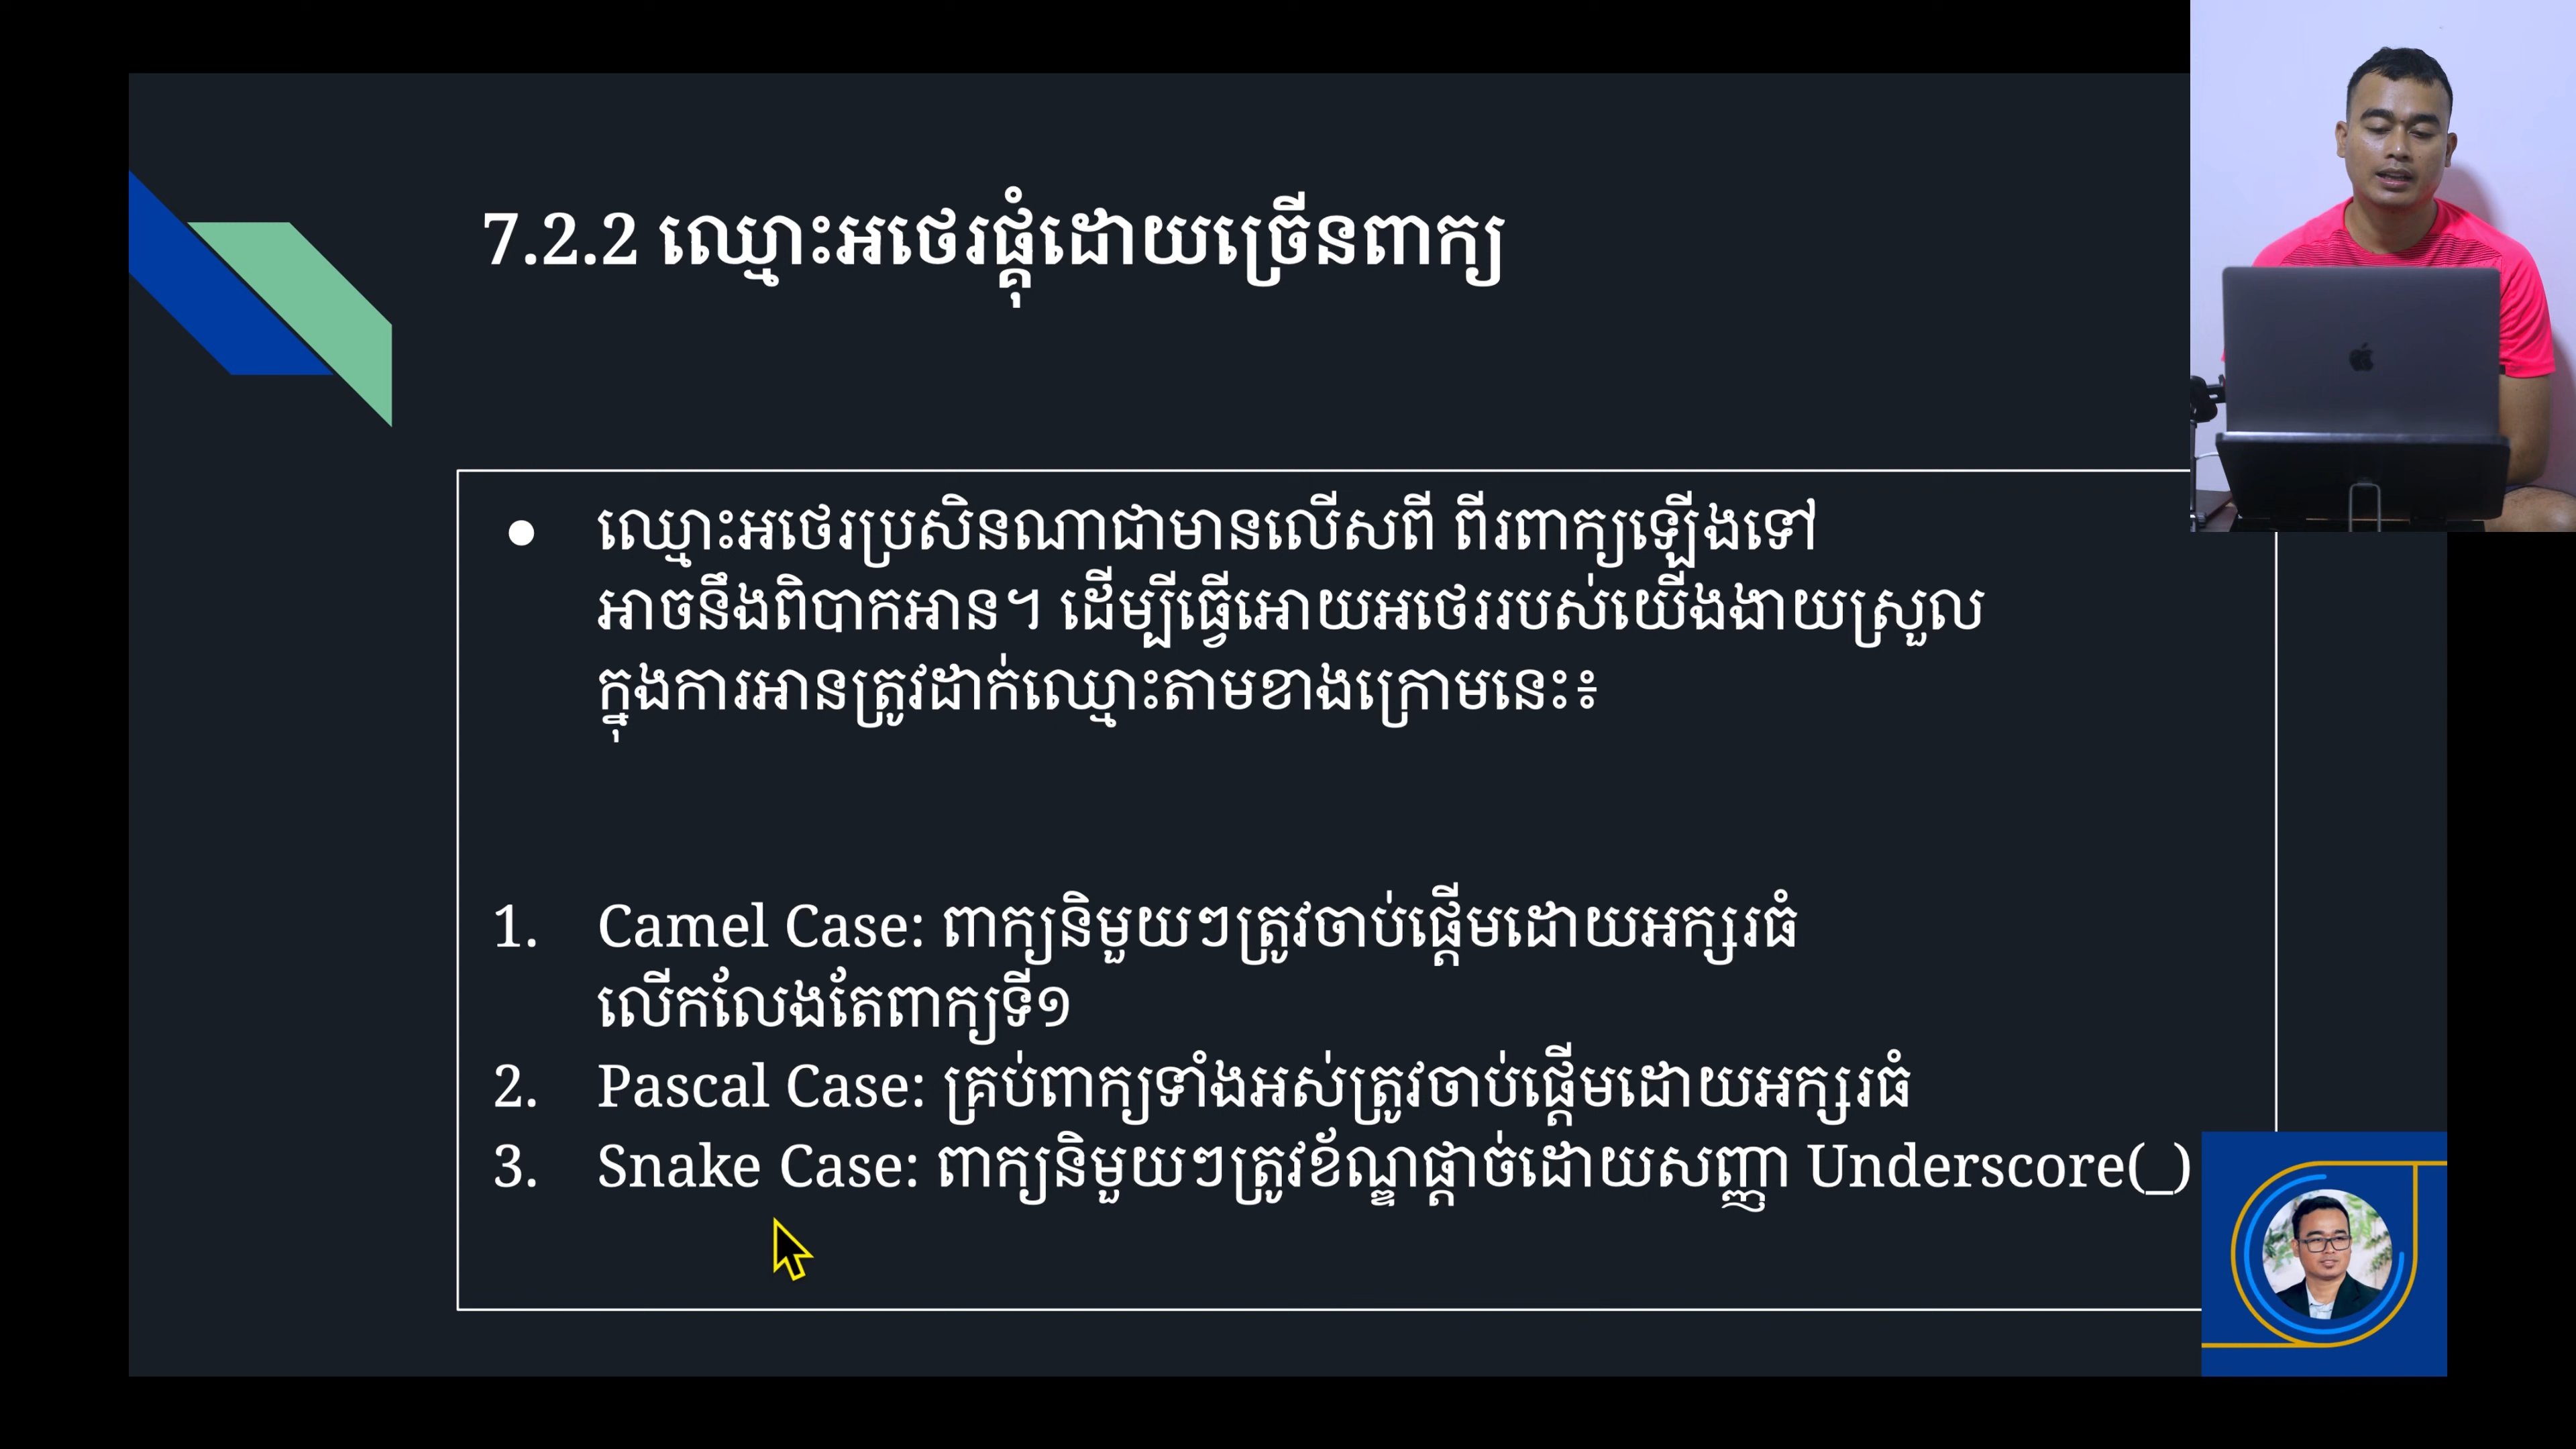 7.2.2 ឈ្មោះអថេរផ្គុំដោយច្រើនពាក្យ
● ឈ្មោះអថេរប្រសិនណាជាមានលើសពី ពីរពាក្យឡើងទៅ
អាចនឹងពិបាកអាន។ ដើម្បីធ្វើអោយអថេររបស់យើងងាយស្រួល
ក្នុងការអានត្រូវដាក់ឈ្មោះតាមខាងក្រោមនេះ៖
1. Camel Case: ពាក្យនិមួយៗត្រូវចាប់ផ្តើមដោយអក្សរធំ
លើកលែងតែពាក្យទី១
2. Pascal Case: គ្រប់ពាក្យទាំងអស់ត្រូវចាប់ផ្តើមដោយអក្សរធំ
3. Snake Case: ពាក្យនិមួយៗត្រូវខ័ណ្ឌផ្តាច់ដោយសញ្ញា Underscore(_)